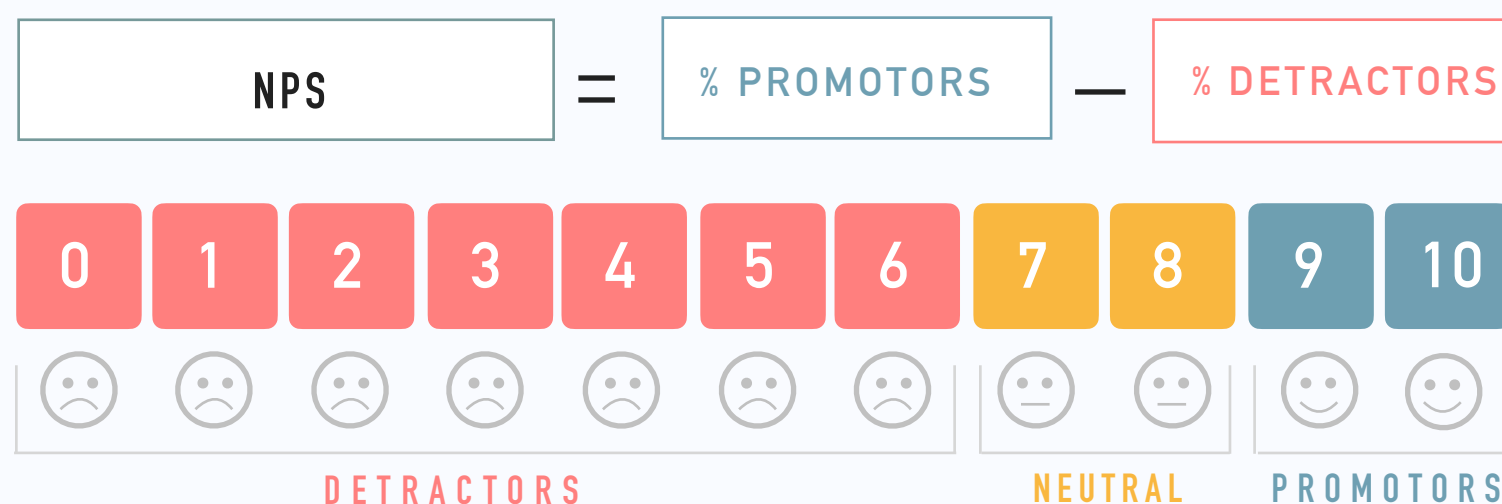 NPS = % PROMOTORS — % DETRACTORS
0 1 2 3 4 5 6 7 8 9 10
DETRACTORS NEUTRAL PROMOTORS